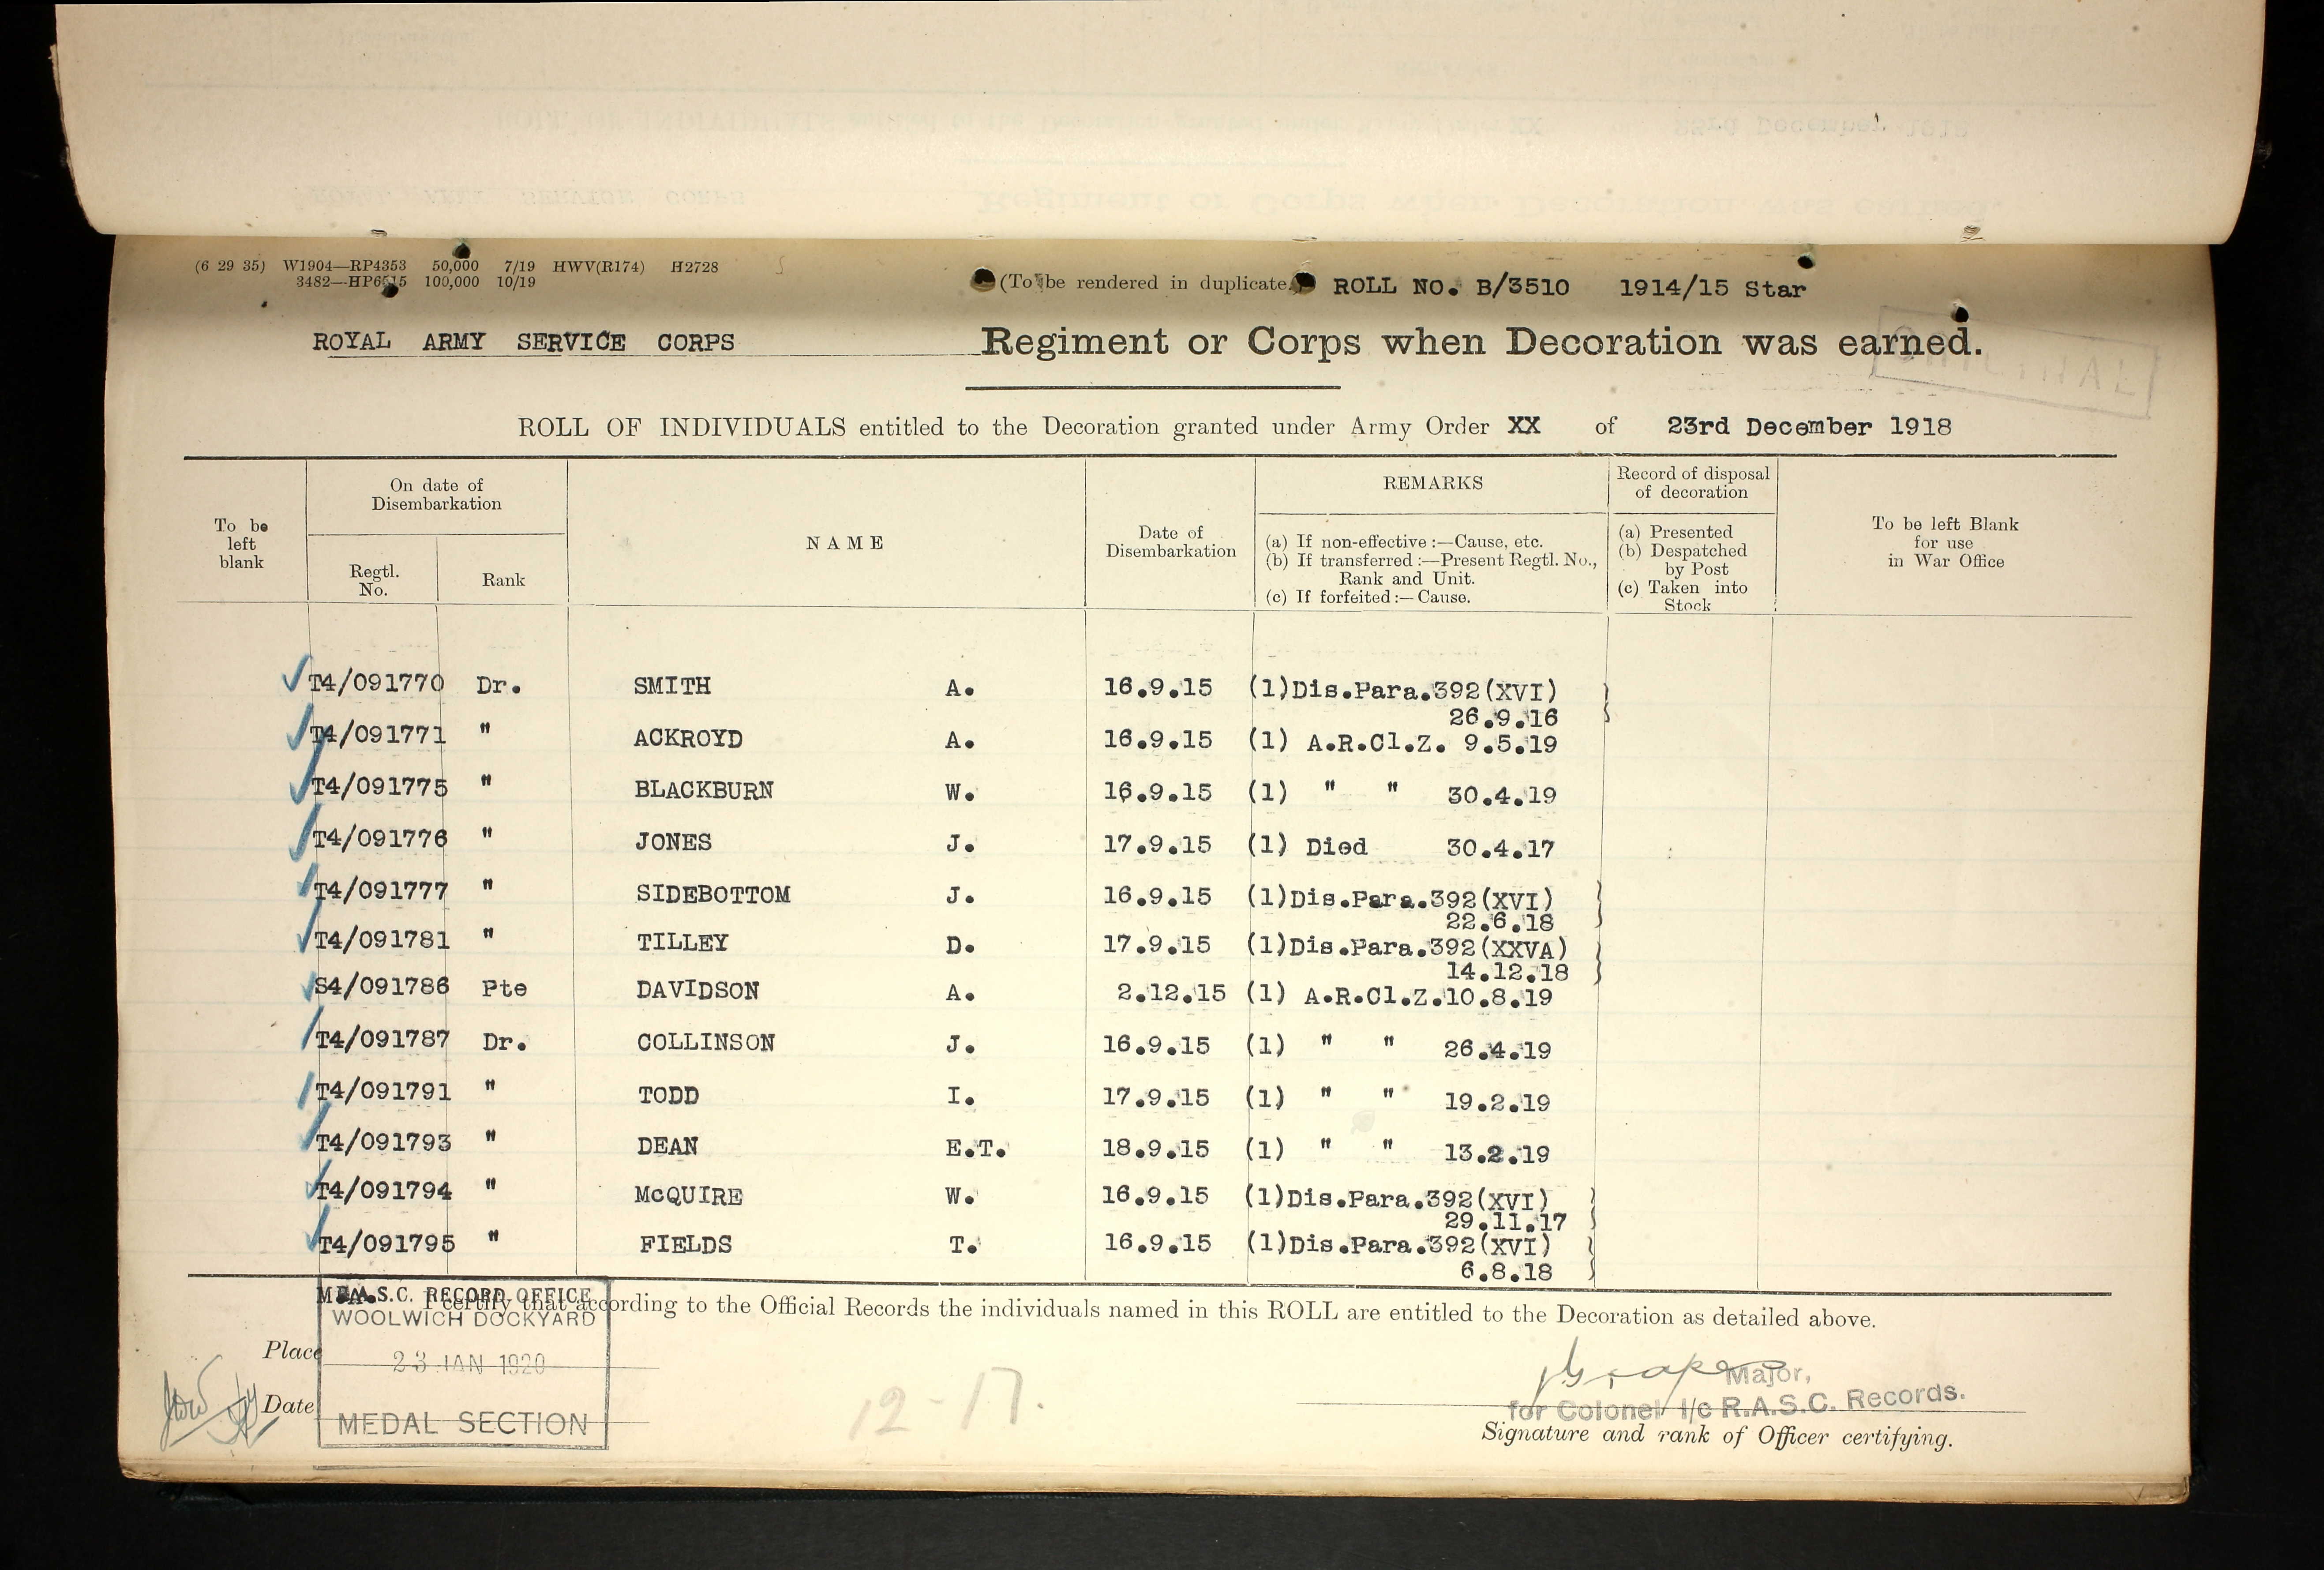 (6 29 35) W1904—RP4353 50,000 7/19 HWV(R174) H2728
3482—HP6515 100,000 10/19
(To be rendered in duplicate.) ROLL NO. B/3510 1914/15 Star
ROYAL ARMY SERVICE CORPS Regiment or Corps when Decoration was earned.
ORIGINAL
ROLL OF INDIVIDUALS entitled to the Decoration granted under Army Order XX of 23rd December 1918
To be left blank
On date of Disembarkation
Regtl. No.
Rank
NAME
Date of Disembarkation
REMARKS
(a) If non-effective :—Cause, etc.
(b) If transferred :—Present Regtl. No., Rank and Unit.
(c) If forfeited :—Cause.
Record of disposal of decoration
(a) Presented
(b) Despatched by Post
(c) Taken into Stock
To be left Blank for use in War Office
T4/091770 Dr. SMITH A. 16.9.15 (1)Dis.Para.392(XVI)
26.9.16
T4/091771 " ACKROYD A. 16.9.15 (1) A.R.Cl.Z. 9.5.19
T4/091775 " BLACKBURN W. 16.9.15 (1) " " 30.4.19
T4/091776 " JONES J. 17.9.15 (1) Died 30.4.17
T4/091777 " SIDEBOTTOM J. 16.9.15 (1)Dis.Para.392(XVI)
22.6.18
T4/091781 " TILLEY D. 17.9.15 (1)Dis.Para.392(XXVA)
14.12.18
S4/091786 Pte DAVIDSON A. 2.12.15 (1) A.R.Cl.Z.10.8.19
T4/091787 Dr. COLLINSON J. 16.9.15 (1) " " 26.4.19
T4/091791 " TODD I. 17.9.15 (1) " " 19.2.19
T4/091793 " DEAN E.T. 18.9.15 (1) " " 13.2.19
T4/091794 " McQUIRE W. 16.9.15 (1)Dis.Para.392(XVI)
29.11.17
T4/091795 " FIELDS T. 16.9.15 (1)Dis.Para.392(XVI)
6.8.18
I certify that according to the Official Records the individuals named in this ROLL are entitled to the Decoration as detailed above.
R.A.S.C. RECORD OFFICE
WOOLWICH DOCKYARD
Place
23 JAN 1920
Date
MEDAL SECTION
12-17.
Major,
for Colonel i/c R.A.S.C. Records.
Signature and rank of Officer certifying.